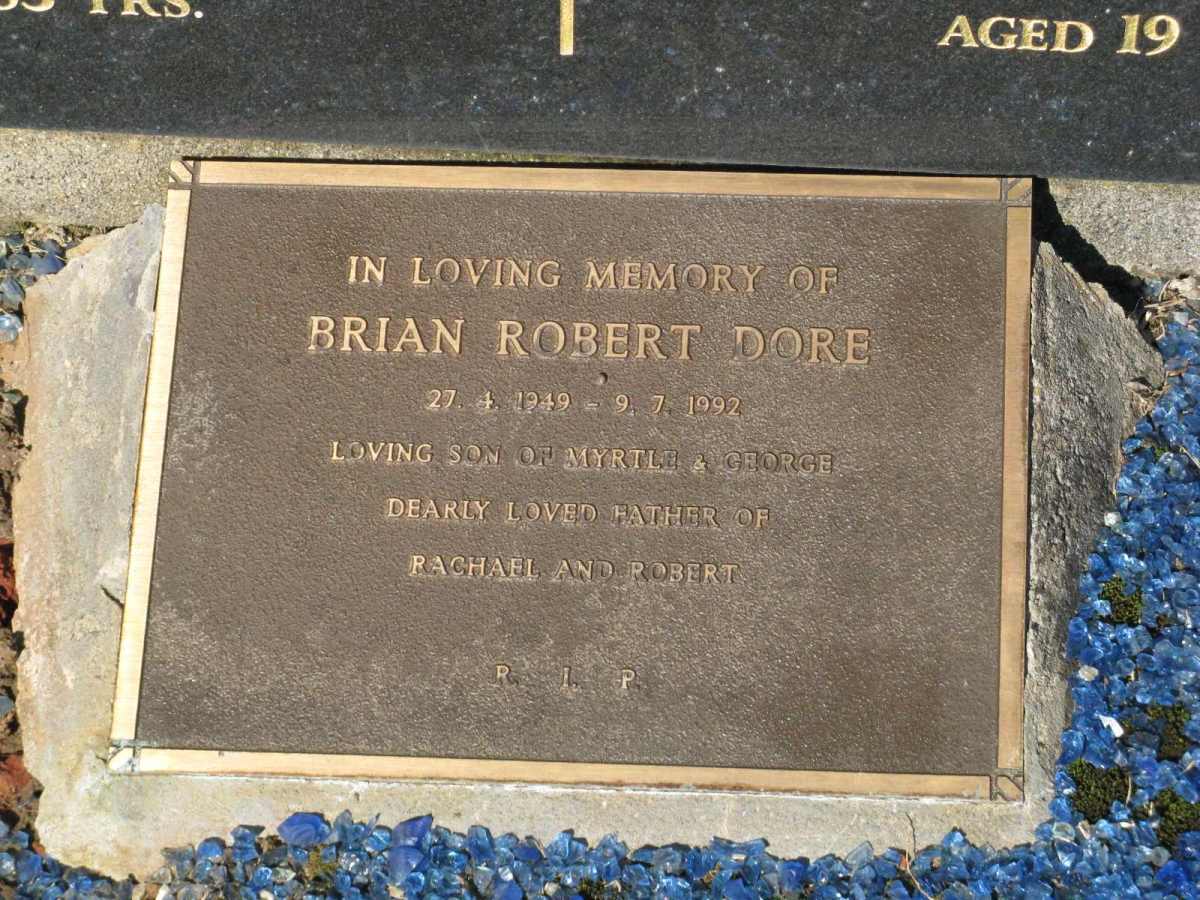 YRS.
AGED 19
IN LOVING MEMORY OF
BRIAN ROBERT DORE
27. 4. 1949 - 9. 7. 1992
LOVING SON OF MYRTLE & GEORGE
DEARLY LOVED FATHER OF
RACHAEL AND ROBERT
R. I. P.